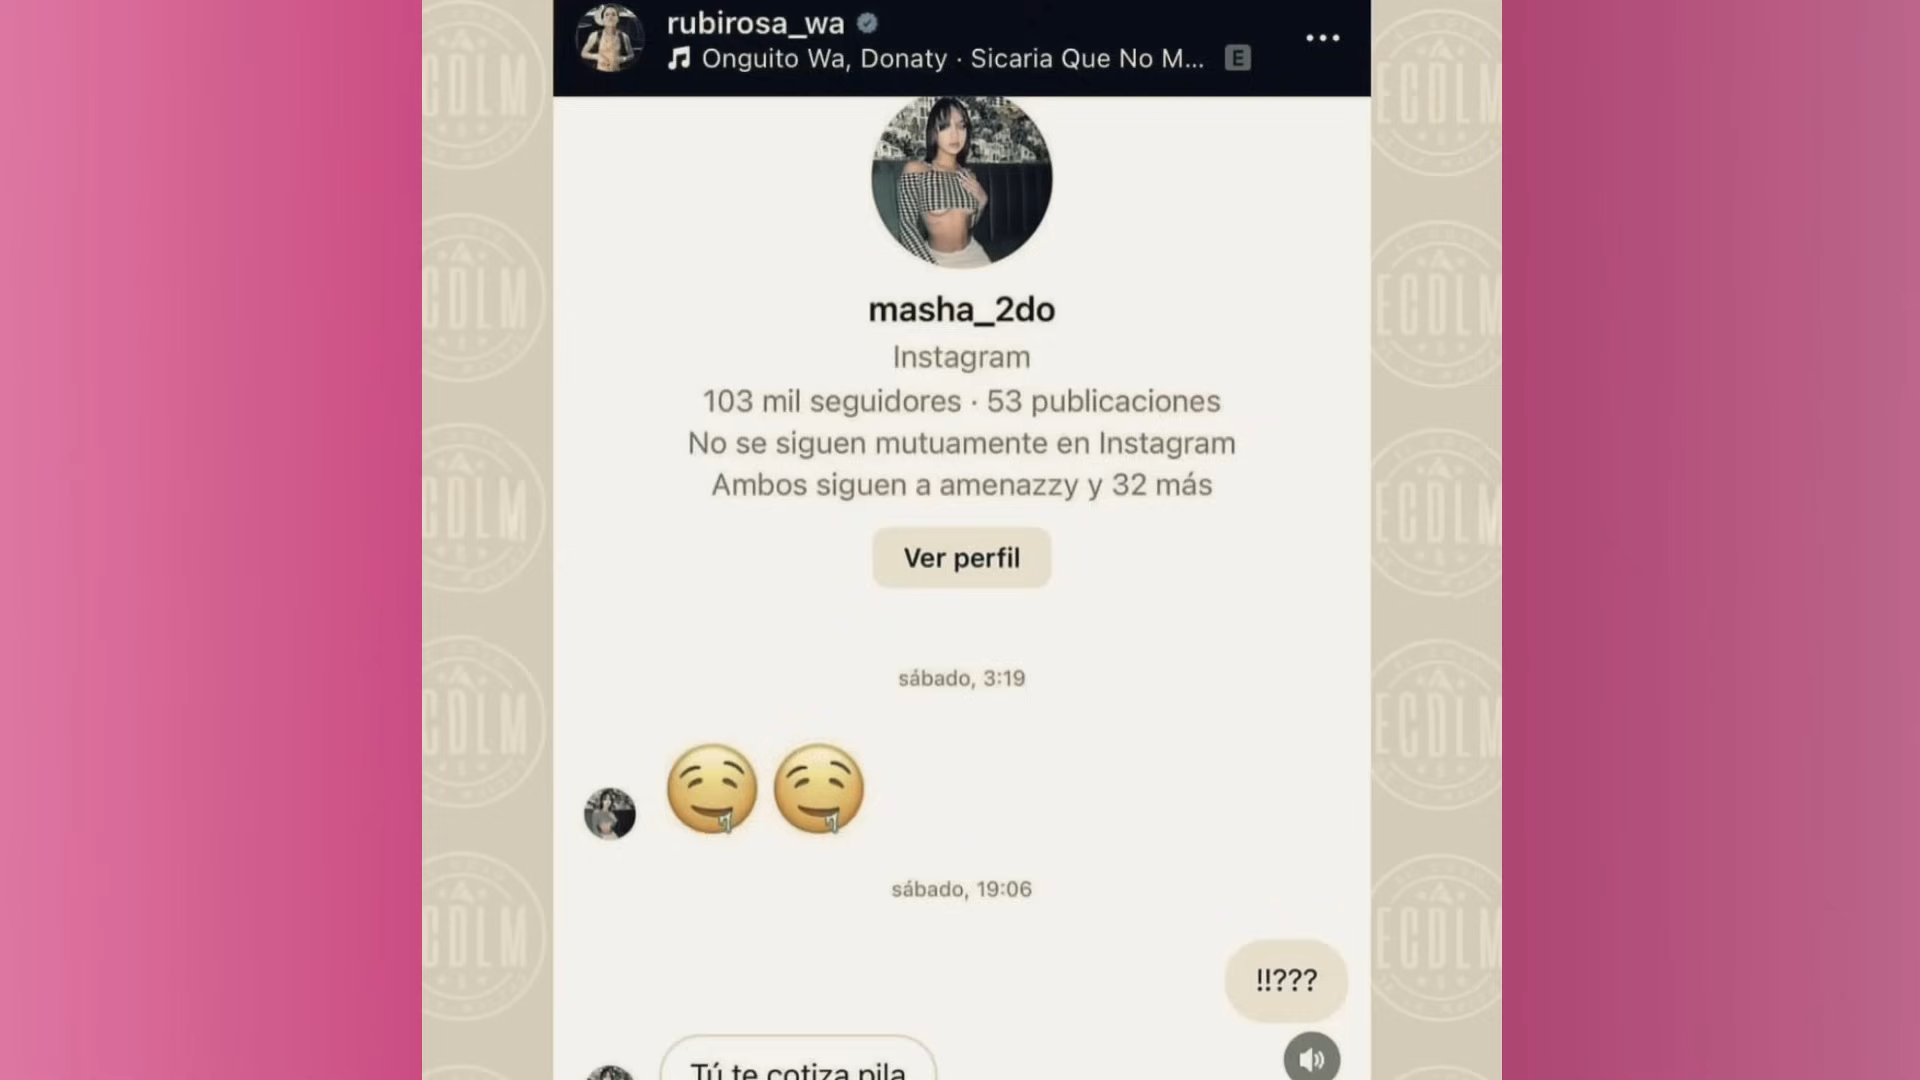 rubirosa_wa
Onguito Wa, Donaty · Sicaria Que No M...
E
masha_2do
Instagram
103 mil seguidores · 53 publicaciones
No se siguen mutuamente en Instagram
Ambos siguen a amenazzy y 32 más
Ver perfil
sábado, 3:19
sábado, 19:06
!!???
Tú te cotiza pila
ECDLM